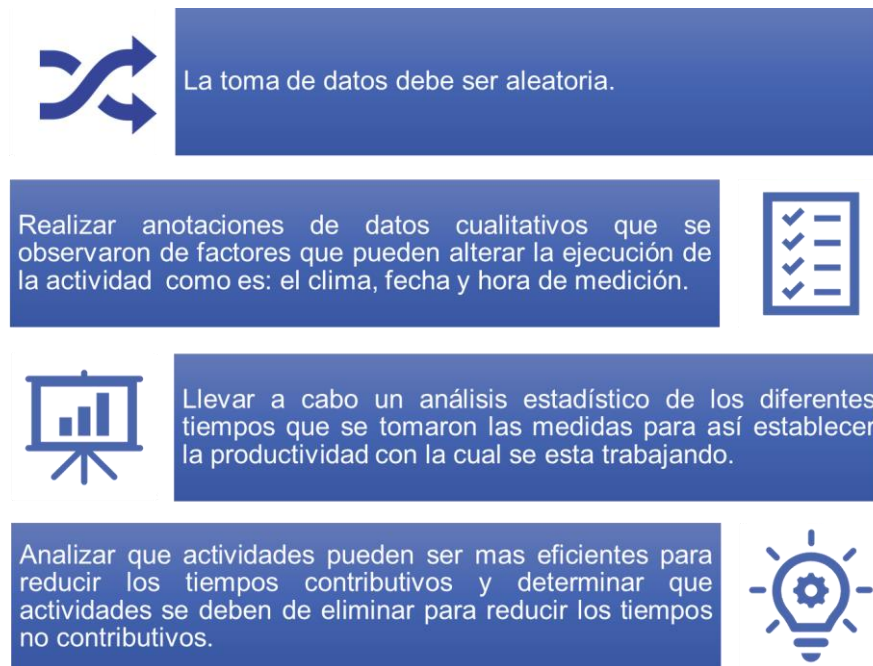 La toma de datos debe ser aleatoria.
Realizar anotaciones de datos cualitativos que se
observaron de factores que pueden alterar la ejecución de
la actividad como es: el clima, fecha y hora de medición.
Llevar a cabo un análisis estadístico de los diferentes
tiempos que se tomaron las medidas para así establecer
la productividad con la cual se esta trabajando.
Analizar que actividades pueden ser mas eficientes para
reducir los tiempos contributivos y determinar que
actividades se deben de eliminar para reducir los tiempos
no contributivos.